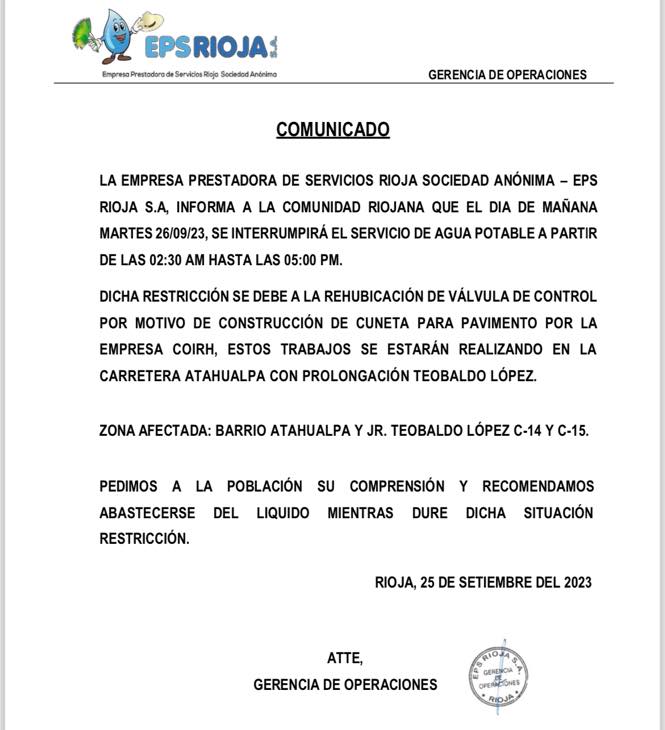 EPSRIOJA S.A.
Empresa Prestadora de Servicios Rioja Sociedad Anónima
GERENCIA DE OPERACIONES
COMUNICADO
LA EMPRESA PRESTADORA DE SERVICIOS RIOJA SOCIEDAD ANÓNIMA – EPS
RIOJA S.A, INFORMA A LA COMUNIDAD RIOJANA QUE EL DIA DE MAÑANA
MARTES 26/09/23, SE INTERRUMPIRÁ EL SERVICIO DE AGUA POTABLE A PARTIR
DE LAS 02:30 AM HASTA LAS 05:00 PM.
DICHA RESTRICCIÓN SE DEBE A LA REHUBICACIÓN DE VÁLVULA DE CONTROL
POR MOTIVO DE CONSTRUCCIÓN DE CUNETA PARA PAVIMENTO POR LA
EMPRESA COIRH, ESTOS TRABAJOS SE ESTARÁN REALIZANDO EN LA
CARRETERA ATAHUALPA CON PROLONGACIÓN TEOBALDO LÓPEZ.
ZONA AFECTADA: BARRIO ATAHUALPA Y JR. TEOBALDO LÓPEZ C-14 Y C-15.
PEDIMOS A LA POBLACIÓN SU COMPRENSIÓN Y RECOMENDAMOS
ABASTECERSE DEL LIQUIDO MIENTRAS DURE DICHA SITUACIÓN
RESTRICCIÓN.
RIOJA, 25 DE SETIEMBRE DEL 2023
ATTE,
GERENCIA DE OPERACIONES
EPS RIOJA S.A.
GERENCIA
DE
OPERACIONES
RIOJA